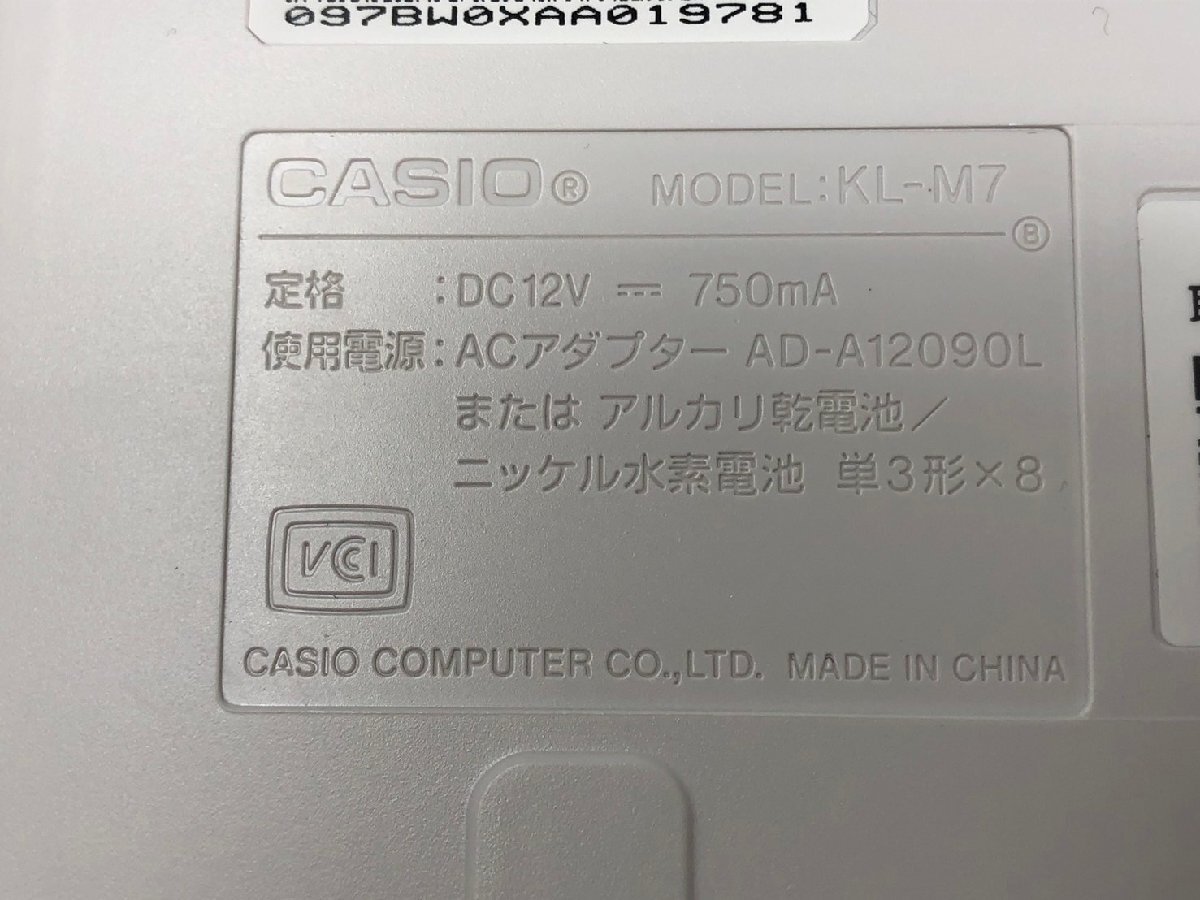 097BW0XAA019781
CASIO® MODEL:KL-M7
B
定格 :DC12V ⎓ 750mA
使用電源:ACアダプター AD-A12090L
または アルカリ乾電池/
ニッケル水素電池 単3形×8
VCCI
CASIO COMPUTER CO.,LTD. MADE IN CHINA